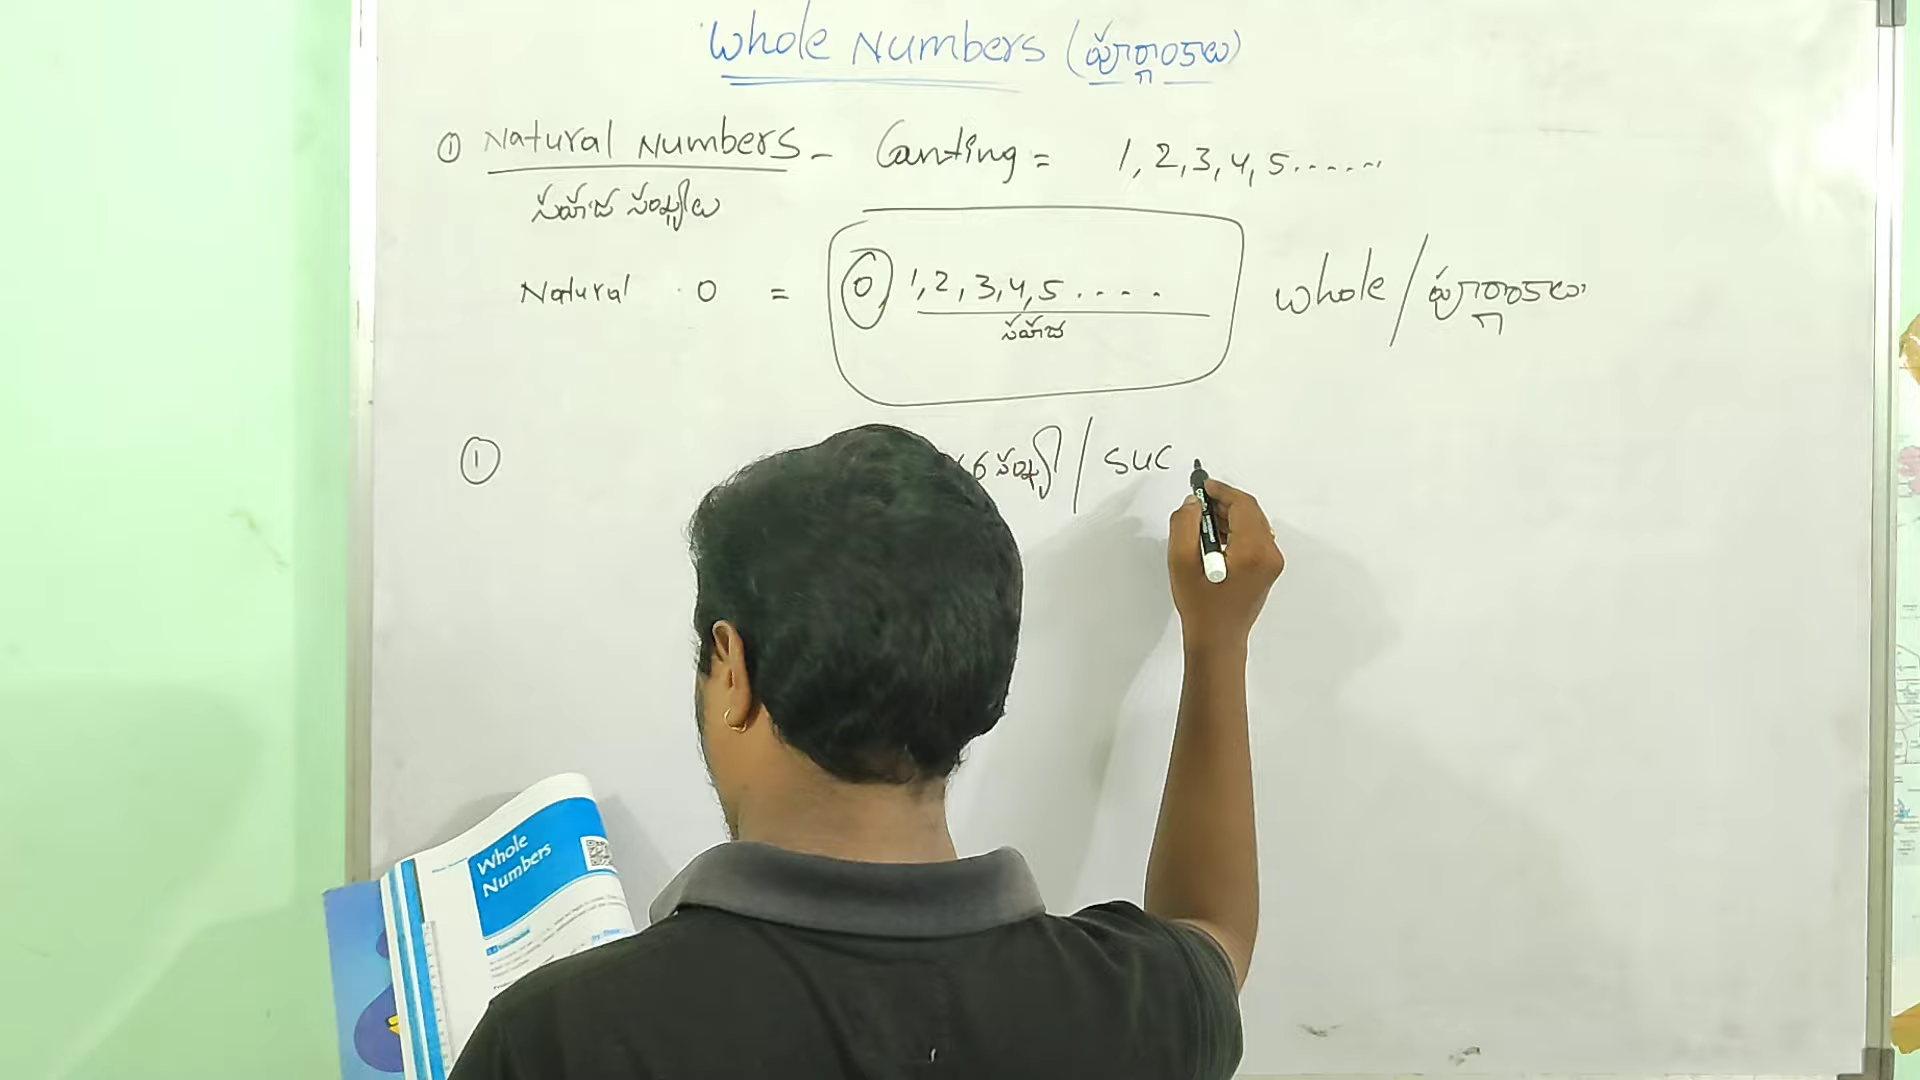 Whole Numbers (పూర్ణాంకాలు)
① Natural Numbers - Counting = 1, 2, 3, 4, 5......
సహజ సంఖ్యలు
Natural 0 = 0, 1, 2, 3, 4, 5.... Whole / పూర్ణాంకాలు
సహజ
① సంఖ్య / suc
Whole
Numbers